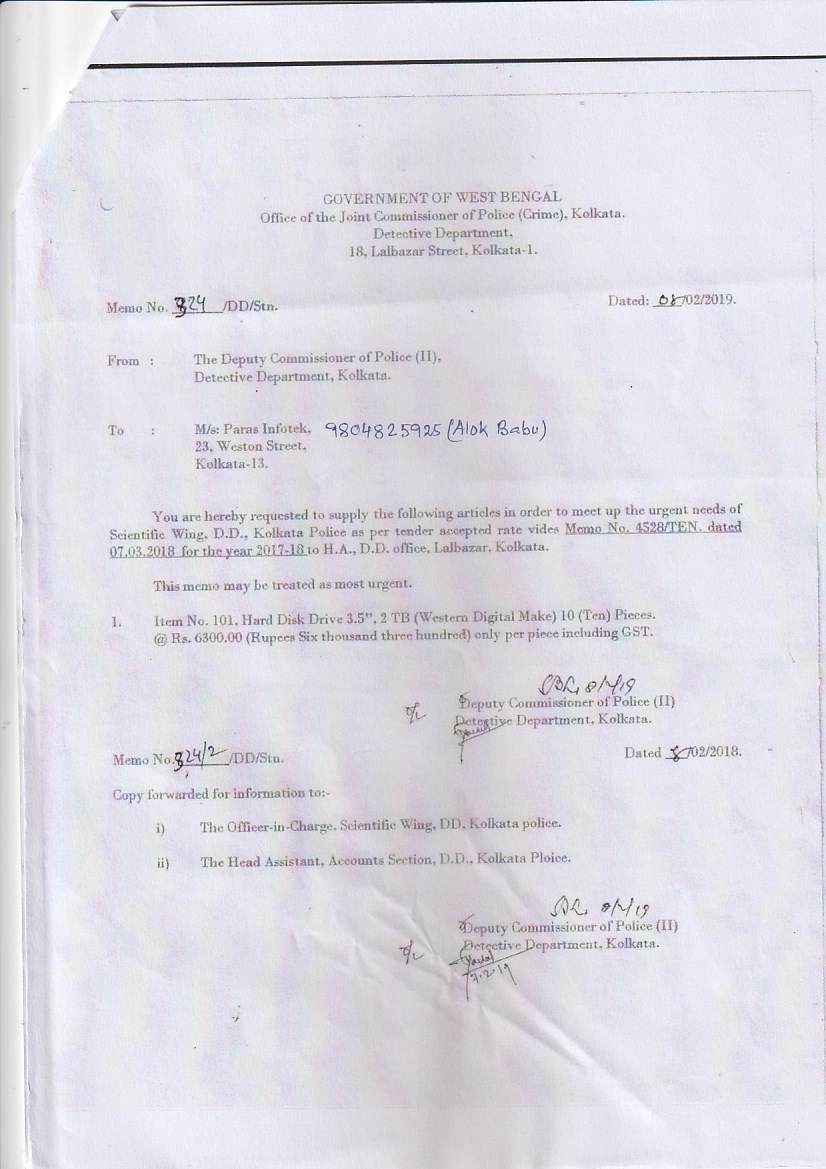 GOVERNMENT OF WEST BENGAL
Office of the Joint Commissioner of Police (Crime), Kolkata.
Detective Department,
18, Lalbazar Street, Kolkata-1.
Memo No. 324 /DD/Stn. Dated: 08/02/2019.
From : The Deputy Commissioner of Police (II),
Detective Department, Kolkata.
To : M/s: Paras Infotek, 9804825925 (Alok Babu)
23, Weston Street,
Kolkata-13.
You are hereby requested to supply the following articles in order to meet up the urgent needs of
Scientific Wing, D.D., Kolkata Police as per tender accepted rate vides Memo No. 4528/TEN. dated
07.03.2018 for the year 2017-18 to H.A., D.D. office, Lalbazar, Kolkata.
This memo may be treated as most urgent.
1. Item No. 101, Hard Disk Drive 3.5", 2 TB (Western Digital Make) 10 (Ten) Pieces.
@ Rs. 6300.00 (Rupees Six thousand three hundred) only per piece including GST.
8/2/19
Deputy Commissioner of Police (II)
Detective Department, Kolkata.
Memo No. 324/2 /DD/Stn. Dated 8/02/2018.
Copy forwarded for information to:-
i) The Officer-in-Charge, Scientific Wing, DD, Kolkata police.
ii) The Head Assistant, Accounts Section, D.D., Kolkata Ploice.
8/2/19
Deputy Commissioner of Police (II)
Detective Department, Kolkata.
7.2.19